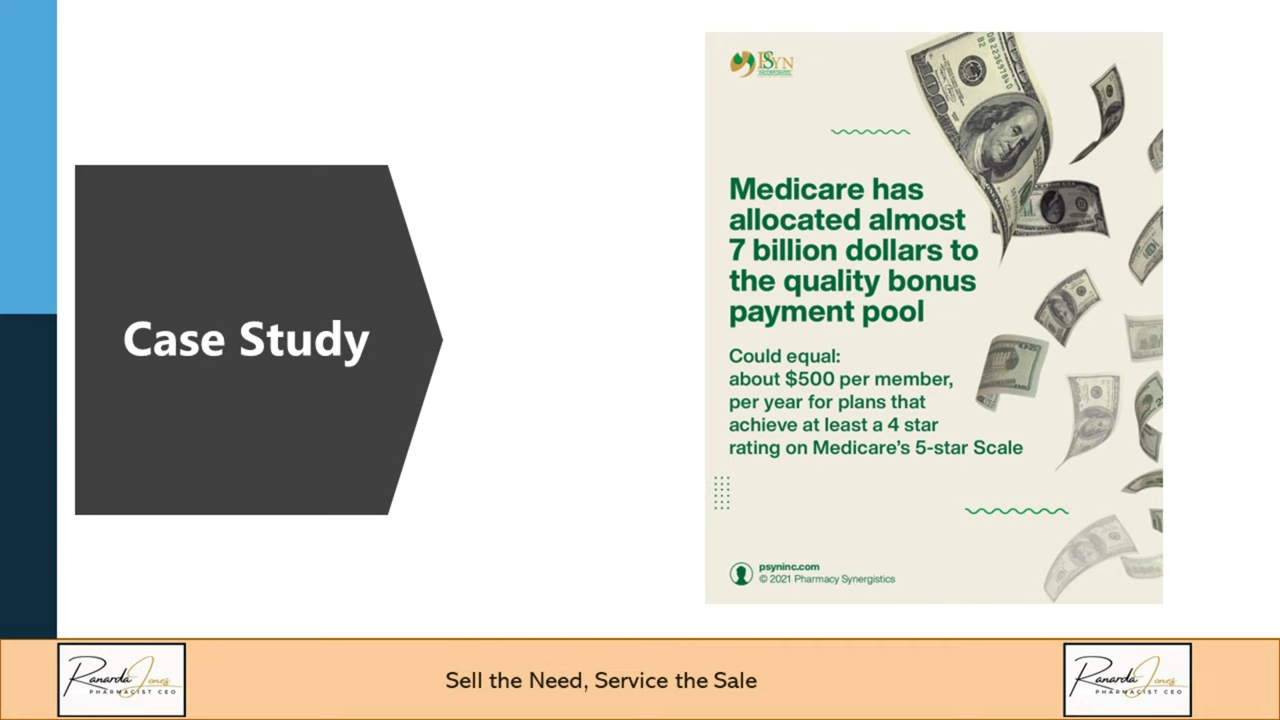 Case Study
PSYN
INCORPORATED
Medicare has
allocated almost
7 billion dollars to
the quality bonus
payment pool
Could equal:
about $500 per member,
per year for plans that
achieve at least a 4 star
rating on Medicare's 5-star Scale
psyninc.com
© 2021 Pharmacy Synergistics
Ranarda Jones
PHARMACIST CEO
Sell the Need, Service the Sale
Ranarda Jones
PHARMACIST CEO